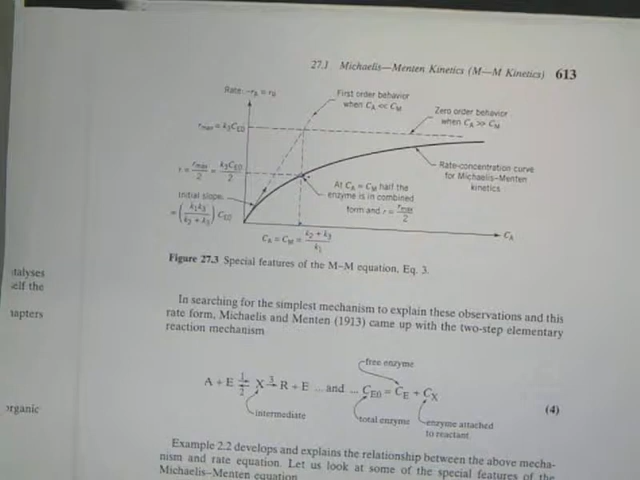 27.1 Michaelis—Menten Kinetics (M—M Kinetics) 613
Rate: −rA = rR
First order behavior
when CA ≪ CM
Zero order behavior
when CA ≫ CM
rmax = k3CE0
Rate-concentration curve
for Michaelis-Menten
kinetics
r = rmax/2 = k3CE0/2
At CA = CM half the
enzyme is in combined
form and r = rmax/2
Initial slope:
= (k1k3/(k2 + k3)) CE0
CA
CA = CM = (k2 + k3)/k1
Figure 27.3 Special features of the M–M equation, Eq. 3.
talyses
elf the
In searching for the simplest mechanism to explain these observations and this
rate form, Michaelis and Menten (1913) came up with the two-step elementary
reaction mechanism
apters
free enzyme
A + E 1⇌2 X 3→ R + E ... and ... CE0 = CE + CX (4)
intermediate
total enzyme
enzyme attached
to reactant
organic
Example 2.2 develops and explains the relationship between the above mecha-
nism and rate equation. Let us look at some of the special features of the
Michaelis–Menten equation